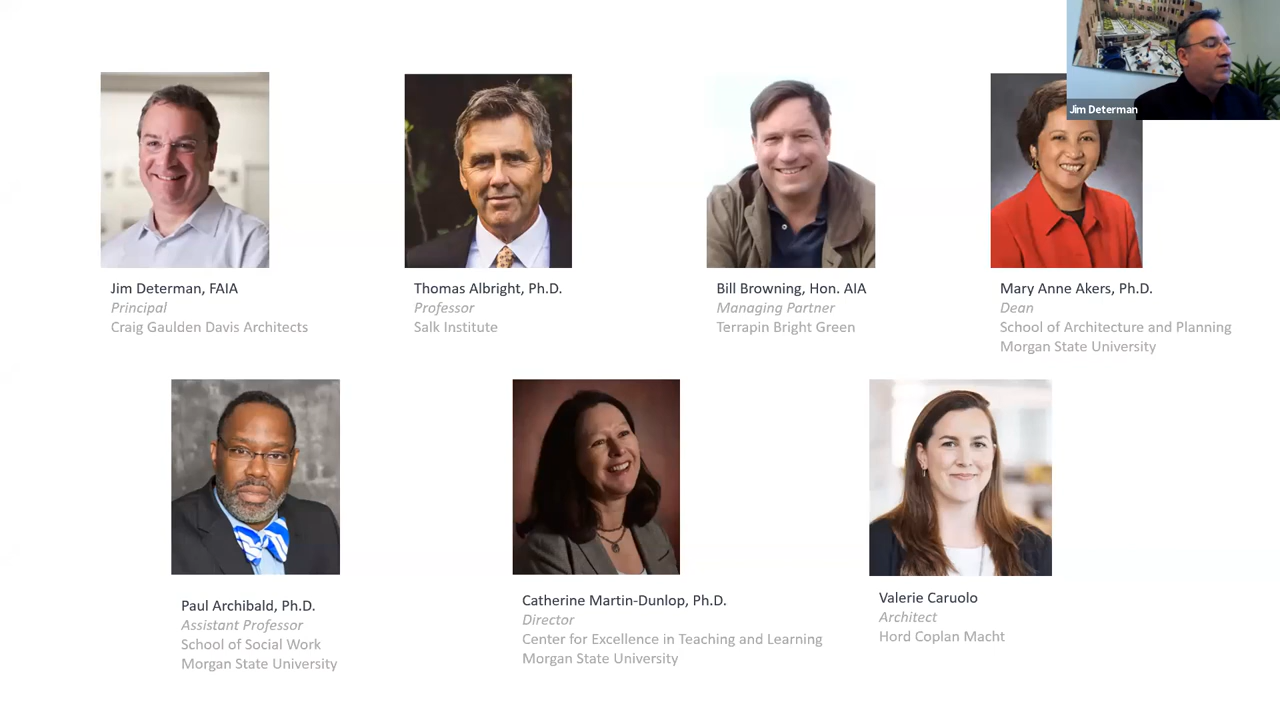 Jim Determan
Jim Determan, FAIA
Principal
Craig Gaulden Davis Architects
Thomas Albright, Ph.D.
Professor
Salk Institute
Bill Browning, Hon. AIA
Managing Partner
Terrapin Bright Green
Mary Anne Akers, Ph.D.
Dean
School of Architecture and Planning
Morgan State University
Paul Archibald, Ph.D.
Assistant Professor
School of Social Work
Morgan State University
Catherine Martin-Dunlop, Ph.D.
Director
Center for Excellence in Teaching and Learning
Morgan State University
Valerie Caruolo
Architect
Hord Coplan Macht